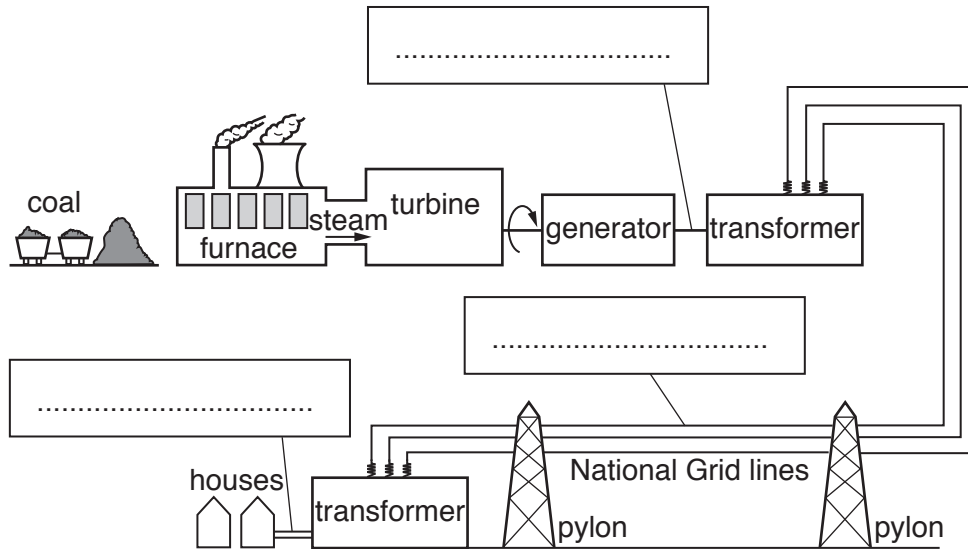 .................................
coal
furnace
steam
turbine
generator
transformer
.................................
.................................
houses
transformer
National Grid lines
pylon
pylon